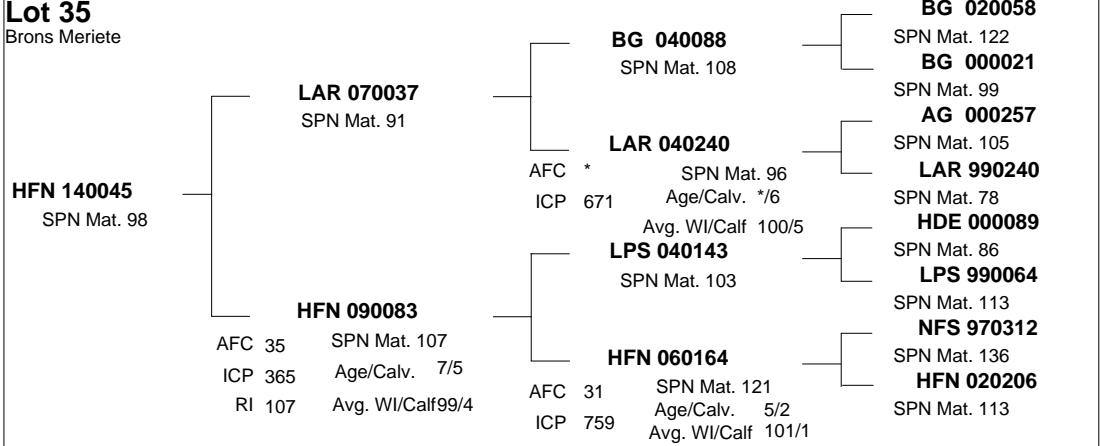 Lot 35
Brons Meriete
HFN 140045
SPN Mat. 98
LAR 070037
SPN Mat. 91
HFN 090083
AFC 35 SPN Mat. 107
ICP 365 Age/Calv. 7/5
RI 107 Avg. WI/Calf 99/4
BG 040088
SPN Mat. 108
LAR 040240
AFC * SPN Mat. 96
ICP 671 Age/Calv. */6
Avg. WI/Calf 100/5
LPS 040143
SPN Mat. 103
HFN 060164
AFC 31 SPN Mat. 121
ICP 759 Age/Calv. 5/2
Avg. WI/Calf 101/1
BG 020058
SPN Mat. 122
BG 000021
SPN Mat. 99
AG 000257
SPN Mat. 105
LAR 990240
SPN Mat. 78
HDE 000089
SPN Mat. 86
LPS 990064
SPN Mat. 113
NFS 970312
SPN Mat. 136
HFN 020206
SPN Mat. 113